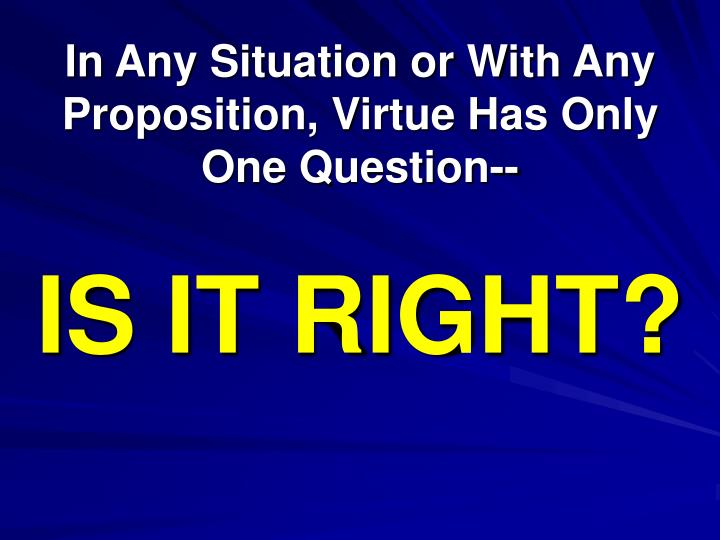 In Any Situation or With Any
Proposition, Virtue Has Only
One Question--
IS IT RIGHT?